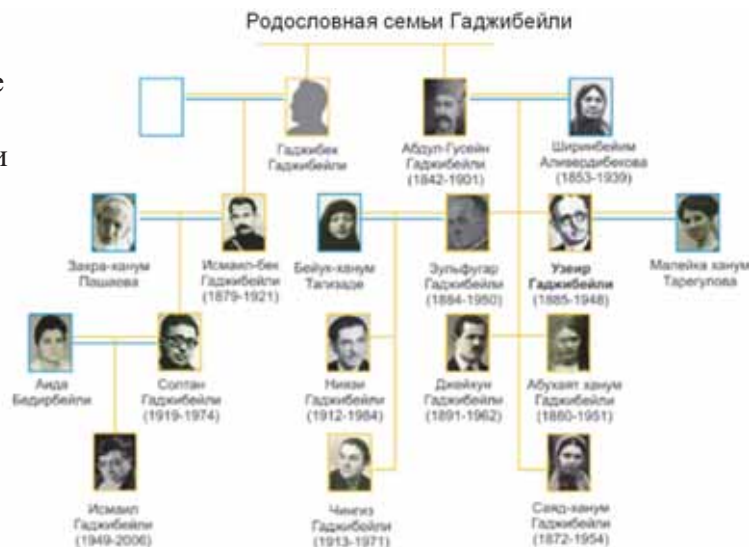 Родословная семьи Гаджибейли
е
и
Гаджибек
Гаджибейли
Абдул-Гусейн
Гаджибейли
(1842-1901)
Ширинбейим
Аливердибекова
(1853-1939)
Захра-ханум
Пашаева
Исмаил-бек
Гаджибейли
(1879-1921)
Бейук-ханум
Тагизаде
Зульфугар
Гаджибейли
(1884-1950)
Узеир
Гаджибейли
(1885-1948)
Малейка ханум
Тарегулова
Аида
Бедирбейли
Солтан
Гаджибейли
(1919-1974)
Ниязи
Гаджибейли
(1912-1984)
Джейхун
Гаджибейли
(1891-1962)
Абухаят ханум
Гаджибейли
(1880-1951)
Исмаил
Гаджибейли
(1949-2006)
Чингиз
Гаджибейли
(1913-1971)
Саяд-ханум
Гаджибейли
(1872-1954)